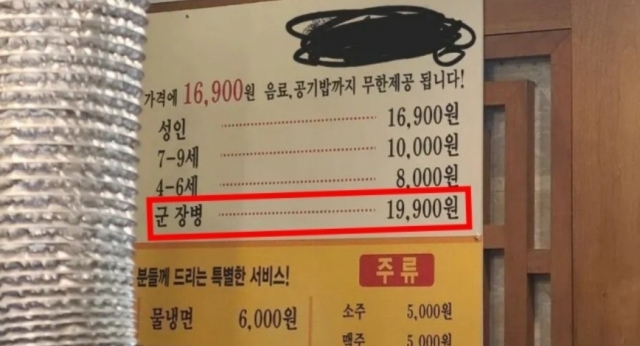 가격에 16,900원 음료,공기밥까지 무한제공 됩니다!
성인 16,900원
7-9세 10,000원
4-6세 8,000원
군 장병 19,900원
분들께 드리는 특별한 서비스!
물냉면 6,000원
주류
소주 5,000원
맥주 5,000원